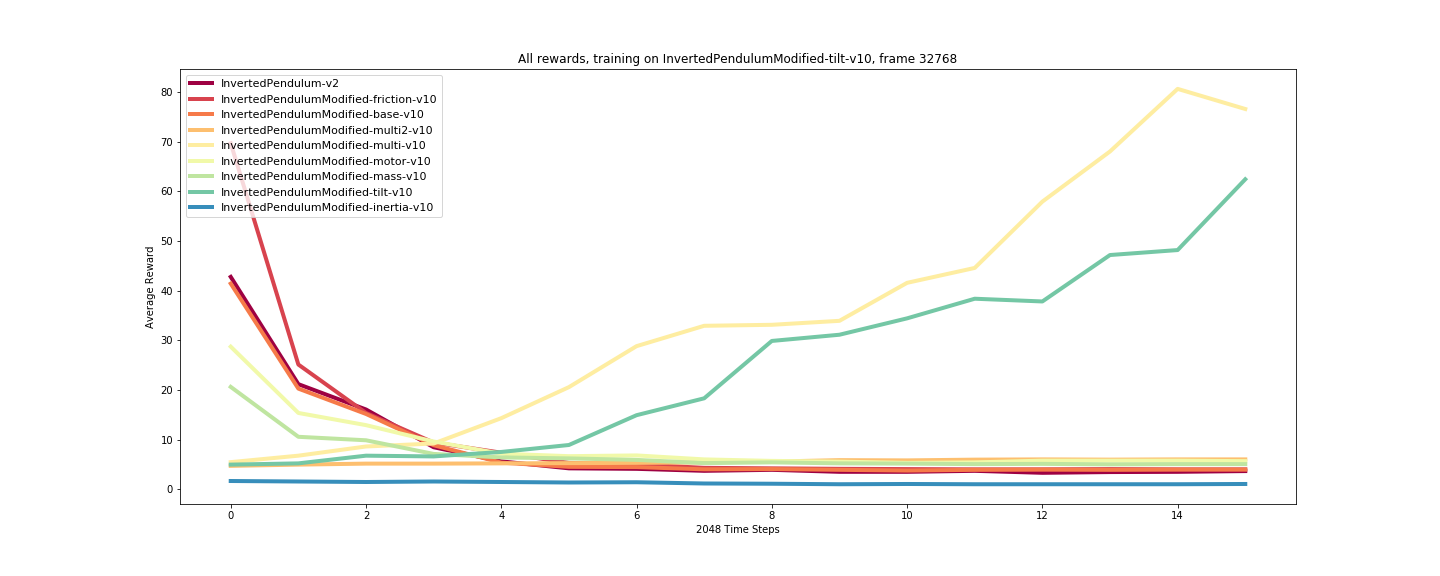 All rewards, training on InvertedPendulumModified-tilt-v10, frame 32768
InvertedPendulum-v2
InvertedPendulumModified-friction-v10
InvertedPendulumModified-base-v10
InvertedPendulumModified-multi2-v10
InvertedPendulumModified-multi-v10
InvertedPendulumModified-motor-v10
InvertedPendulumModified-mass-v10
InvertedPendulumModified-tilt-v10
InvertedPendulumModified-inertia-v10
Average Reward
80
70
60
50
40
30
20
10
0
0 2 4 6 8 10 12 14
2048 Time Steps